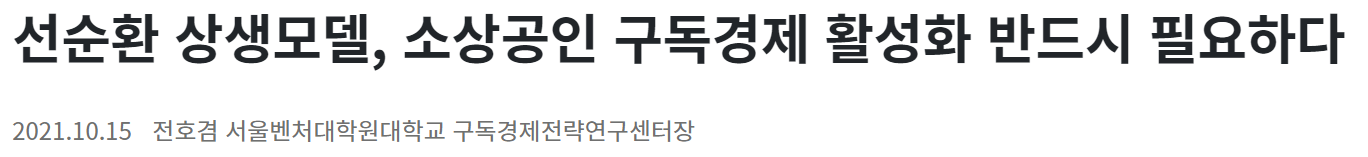 선순환 상생모델, 소상공인 구독경제 활성화 반드시 필요하다
2021.10.15 전호겸 서울벤처대학원대학교 구독경제전략연구센터장